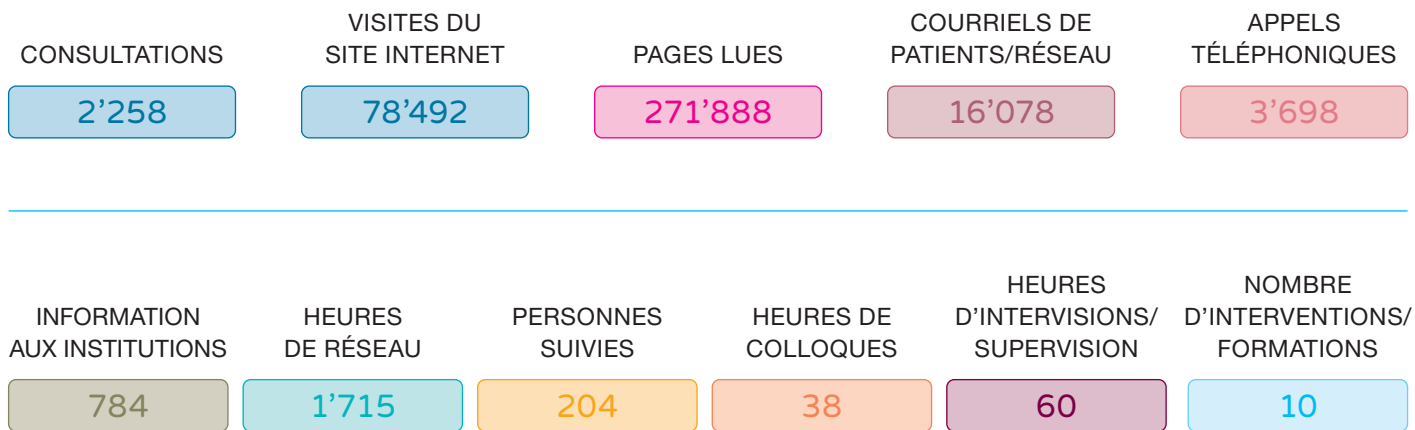 CONSULTATIONS
2’258
VISITES DU
SITE INTERNET
78’492
PAGES LUES
271’888
COURRIELS DE
PATIENTS/RÉSEAU
16’078
APPELS
TÉLÉPHONIQUES
3’698
INFORMATION
AUX INSTITUTIONS
784
HEURES
DE RÉSEAU
1’715
PERSONNES
SUIVIES
204
HEURES DE
COLLOQUES
38
HEURES
D’INTERVISIONS/
SUPERVISION
60
NOMBRE
D’INTERVENTIONS/
FORMATIONS
10